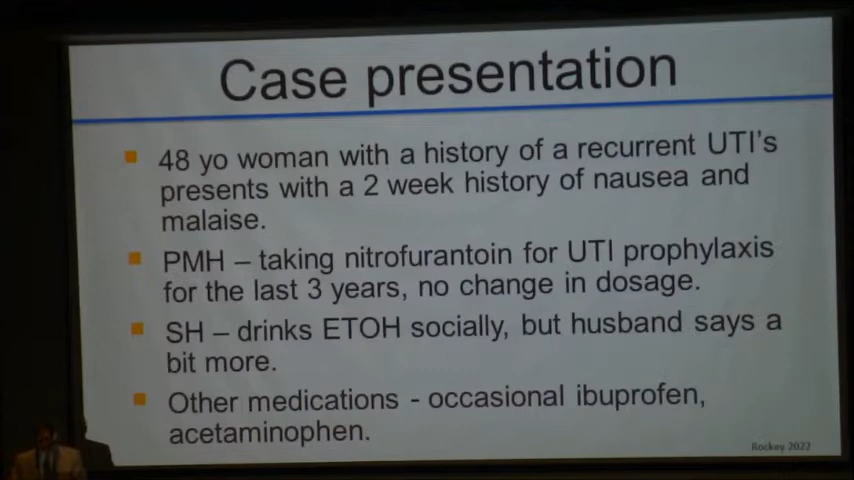 Case presentation
48 yo woman with a history of a recurrent UTI's
presents with a 2 week history of nausea and
malaise.
PMH – taking nitrofurantoin for UTI prophylaxis
for the last 3 years, no change in dosage.
SH – drinks ETOH socially, but husband says a
bit more.
Other medications - occasional ibuprofen,
acetaminophen.
Rockey 2022